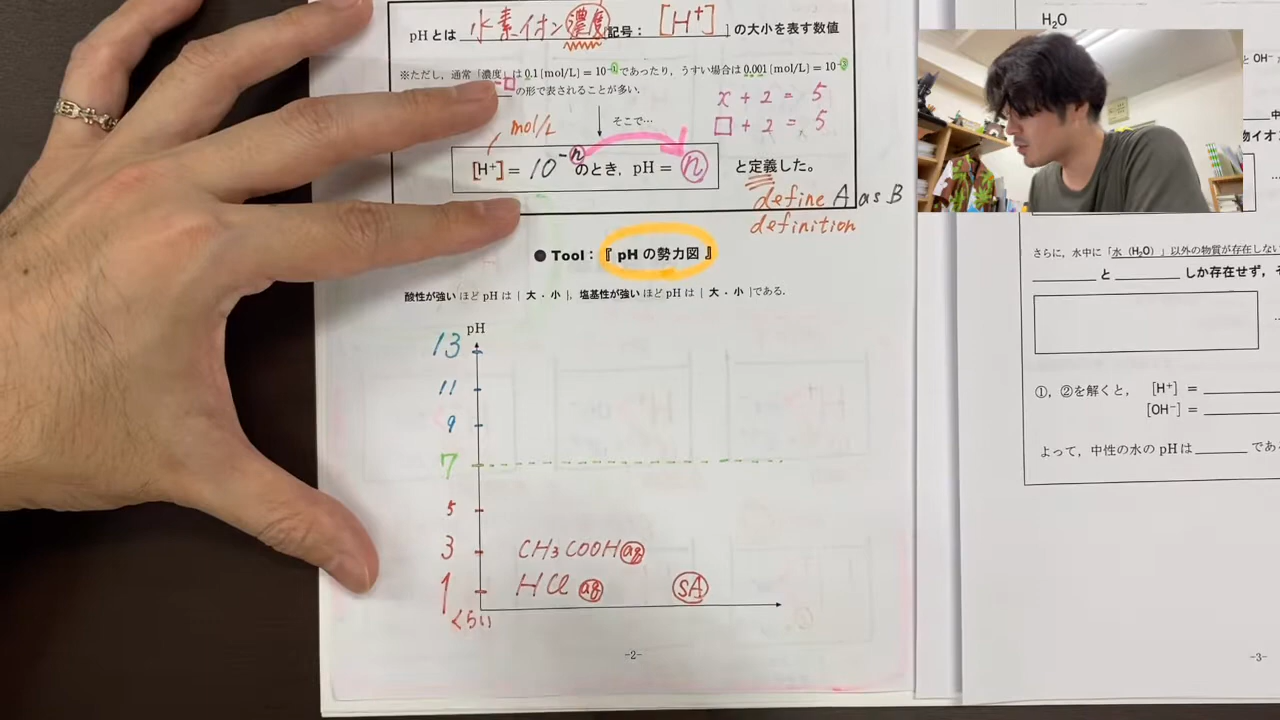 pHとは 水素イオン濃度 記号: [H⁺] の大小を表す数値
※ただし，通常「濃度」は0.1 [mol/L] = 10⁻¹であったり，うすい場合は0.001 [mol/L] = 10⁻³
の形で表されることが多い.
x + 2 = 5
□ + 2 = 5
そこで…
mol/L
[H⁺] = 10⁻ⁿ のとき，pH = n と定義した。
define A as B
definition
● Tool：『 pH の勢力図 』
酸性が強い ほど pH は [ 大・小 ]，塩基性が強い ほど pH は [ 大・小 ]である.
pH
13
11
9
7
5
3 CH₃COOH aq
1 HCl aq SA
くらい
-2-
H₂O
OH⁻
さらに，水中に「水（H₂O）」以外の物質が存在しない
と しか存在せず，
①，②を解くと， [H⁺] =
[OH⁻] =
よって，中性の水の pH は であ
-3-